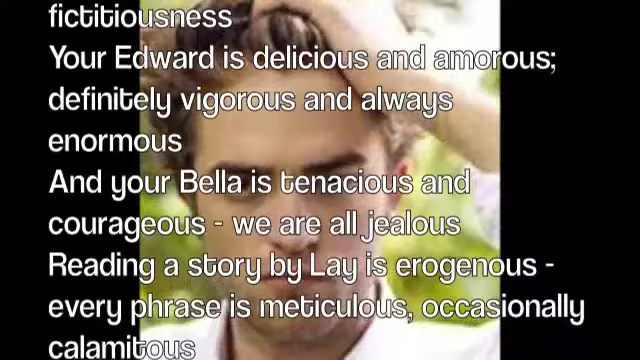 fictitiousness
Your Edward is delicious and amorous;
definitely vigorous and always
enormous
And your Bella is tenacious and
courageous - we are all jealous
Reading a story by Lay is erogenous -
every phrase is meticulous, occasionally
calamitous